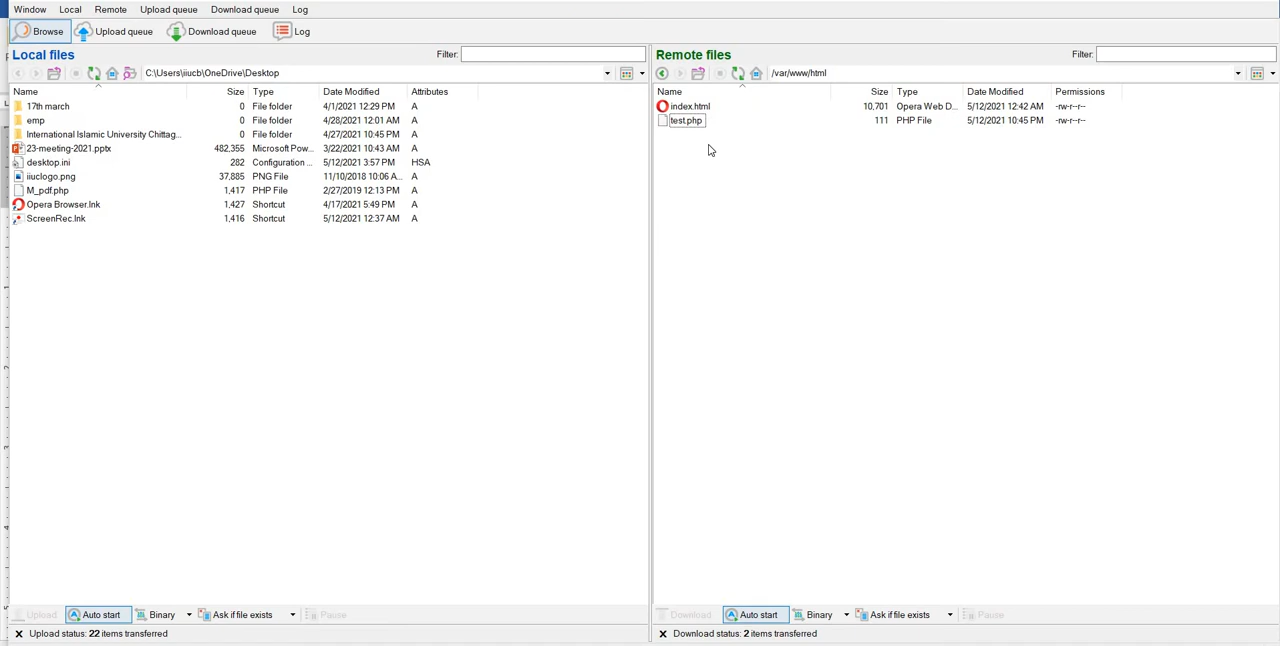 Window Local Remote Upload queue Download queue Log
Browse Upload queue Download queue Log
Local files Filter:
C:\Users\iiucb\OneDrive\Desktop
Name Size Type Date Modified Attributes
17th march 0 File folder 4/1/2021 12:29 PM A
emp 0 File folder 4/28/2021 12:01 AM A
International Islamic University Chittag... 0 File folder 4/27/2021 10:45 PM A
23-meeting-2021.pptx 482,355 Microsoft Pow... 3/22/2021 10:43 AM A
desktop.ini 282 Configuration ... 5/12/2021 3:57 PM HSA
iiuclogo.png 37,885 PNG File 11/10/2018 10:06 A... A
M_pdf.php 1,417 PHP File 2/27/2019 12:13 PM A
Opera Browser.lnk 1,427 Shortcut 4/17/2021 5:49 PM A
ScreenRec.lnk 1,416 Shortcut 5/12/2021 12:37 AM A
Upload Auto start Binary Ask if file exists Pause
Upload status: 22 items transferred
Remote files Filter:
/var/www/html
Name Size Type Date Modified Permissions
index.html 10,701 Opera Web D... 5/12/2021 12:42 AM -rw-r--r--
test.php 111 PHP File 5/12/2021 10:45 PM -rw-r--r--
Download Auto start Binary Ask if file exists Pause
Download status: 2 items transferred